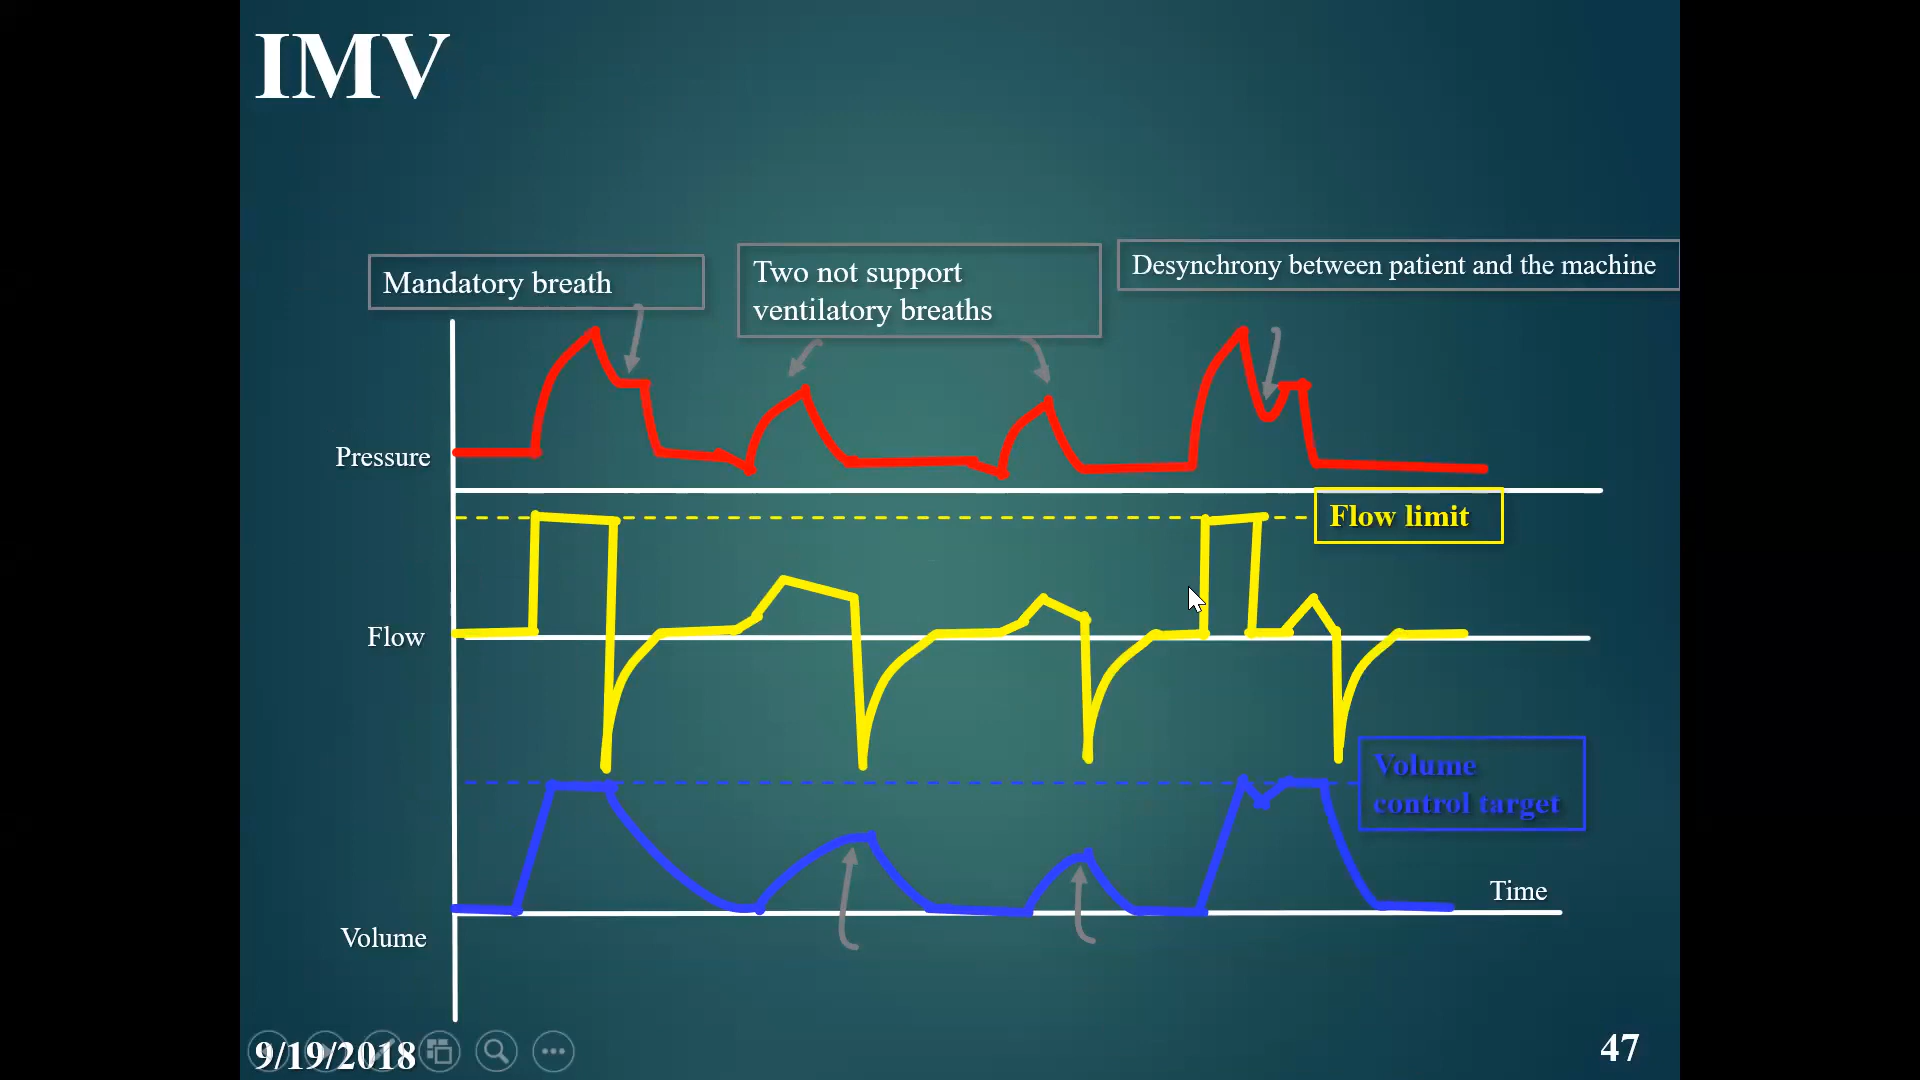 IMV
Mandatory breath
Two not support
ventilatory breaths
Desynchrony between patient and the machine
Pressure
Flow limit
Flow
Volume
control target
Time
Volume
9/19/2018
47